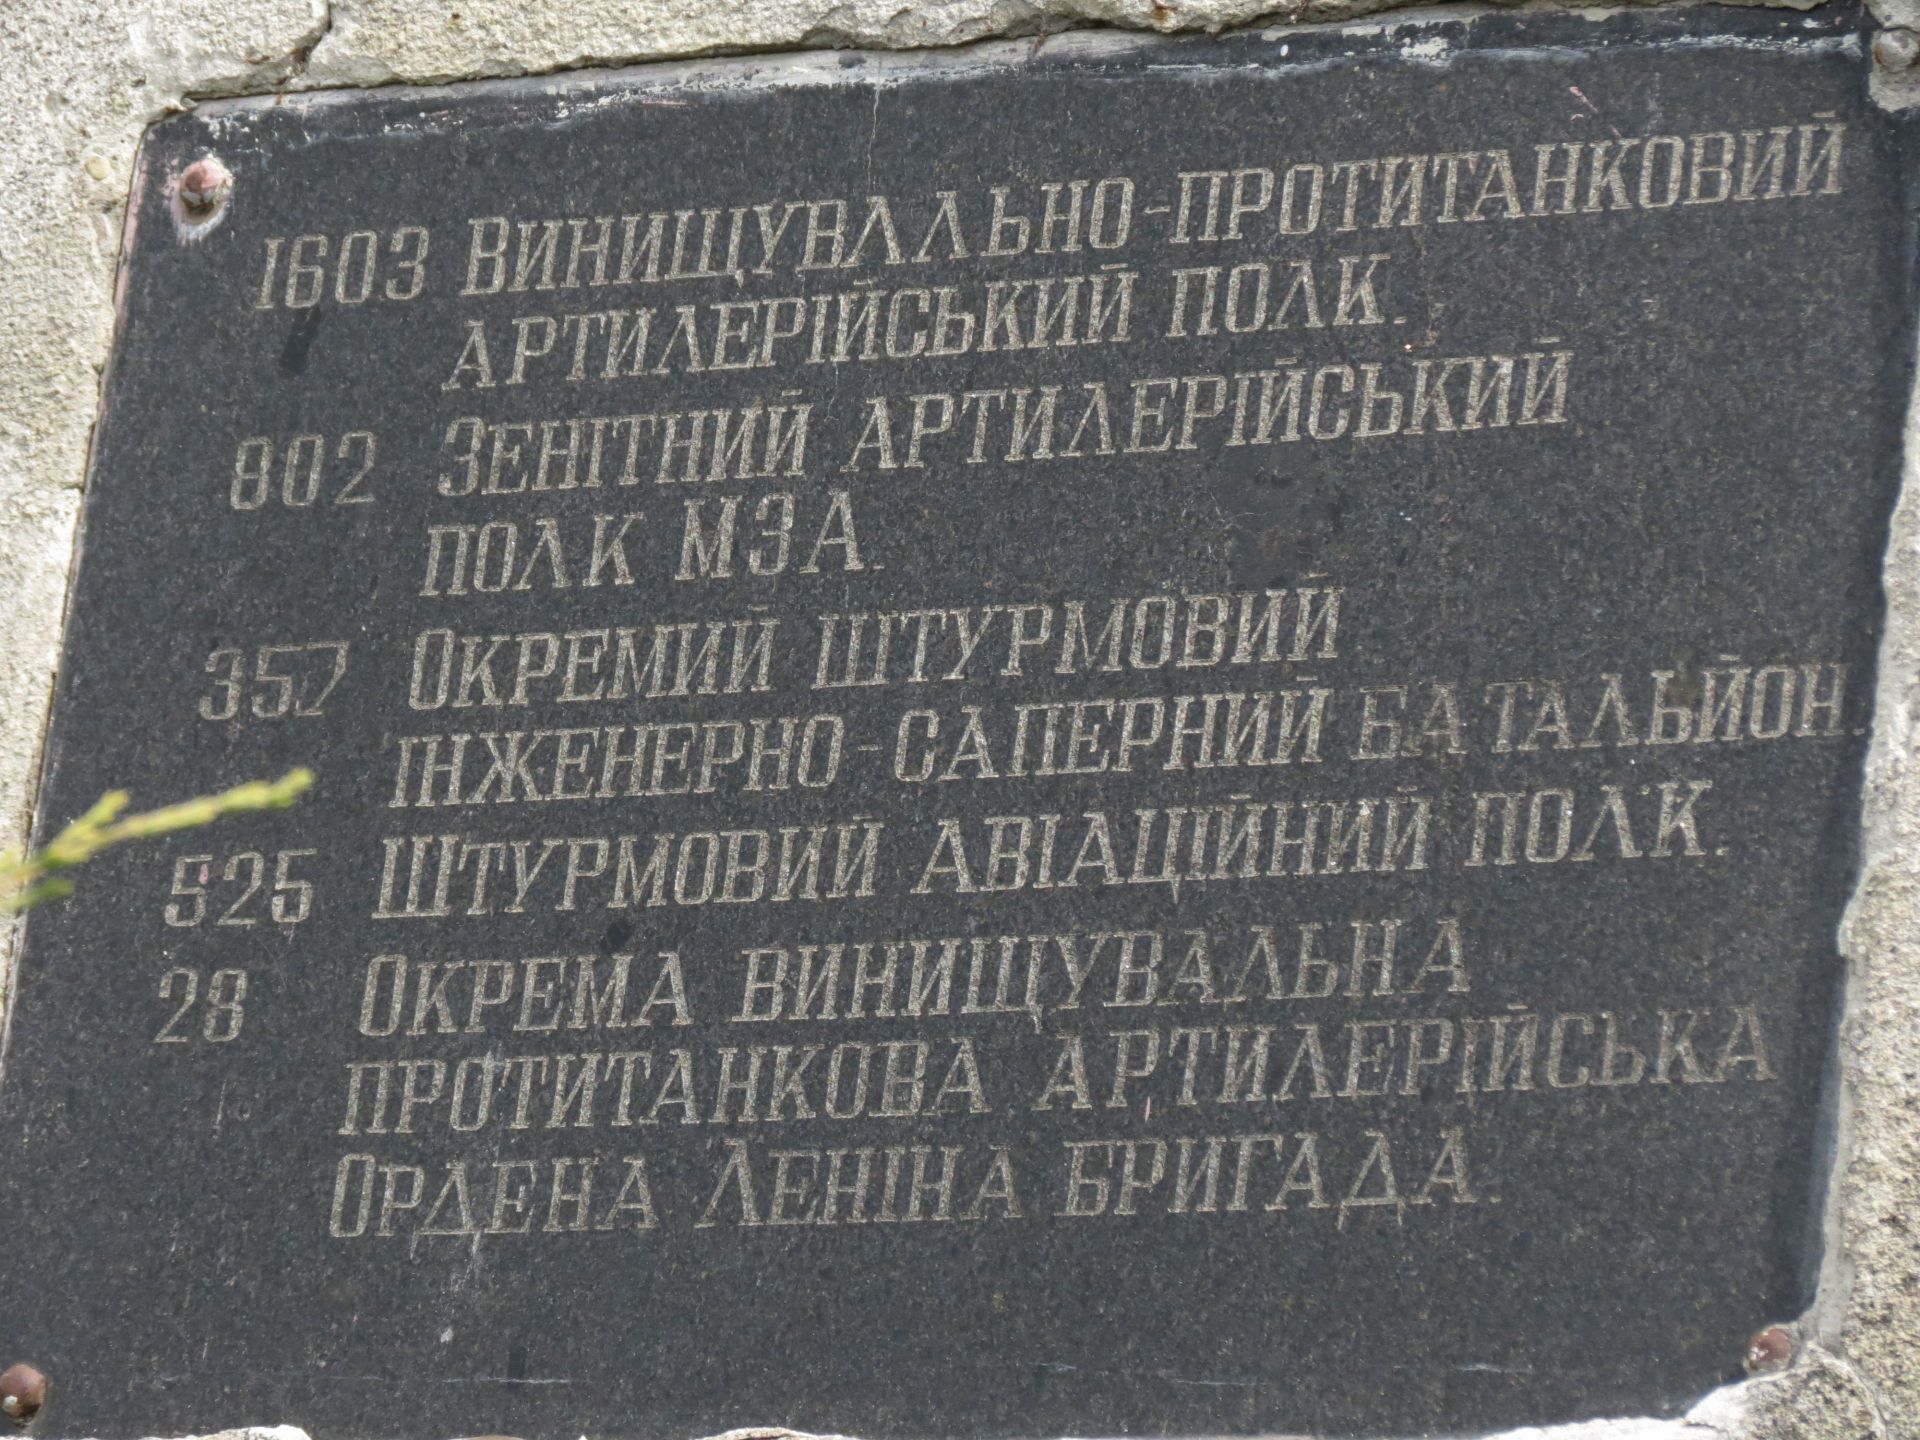 1603 Винищувально-протитанковий
артилерійський полк.
802 Зенітний артилерійський
полк МЗА.
357 Окремий штурмовий
інженерно-саперний батальйон.
525 Штурмовий авіаційний полк.
28 Окрема винищувальна
протитанкова артилерійська
Ордена Леніна бригада.